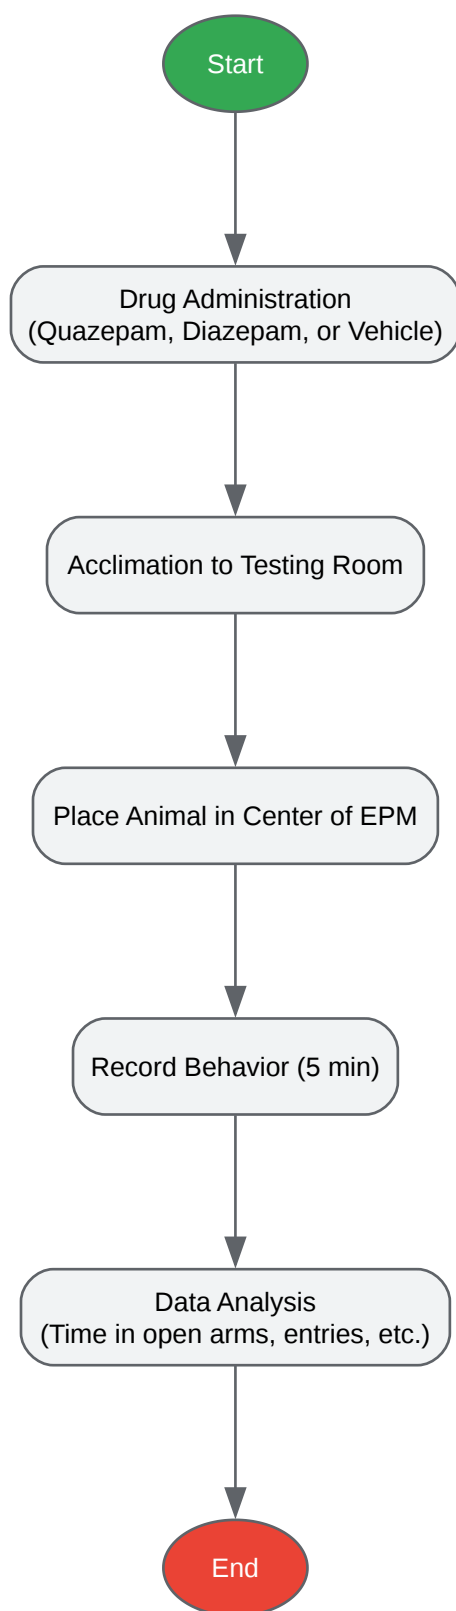 Start
Drug Administration
(Quazepam, Diazepam, or Vehicle)
Acclimation to Testing Room
Place Animal in Center of EPM
Record Behavior (5 min)
Data Analysis
(Time in open arms, entries, etc.)
End